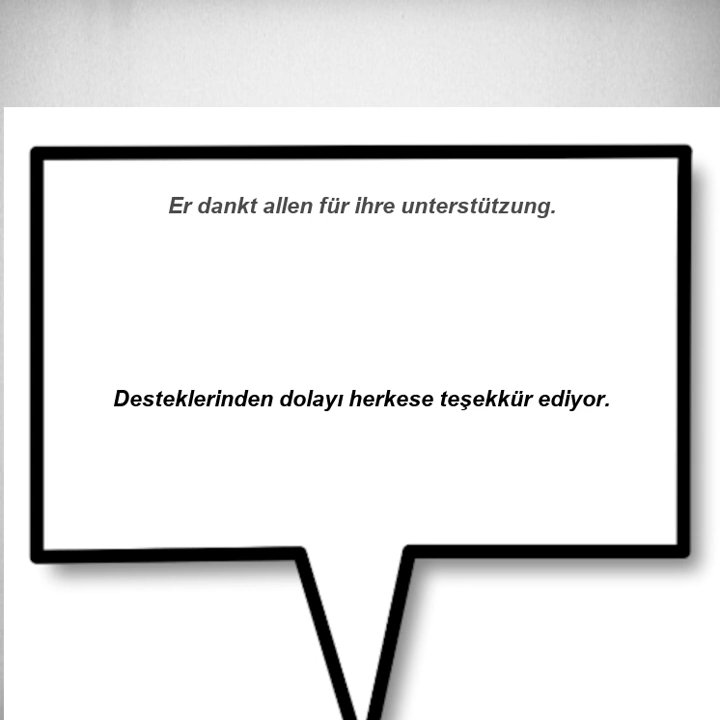 Er dankt allen für ihre unterstützung.
Desteklerinden dolayı herkese teşekkür ediyor.